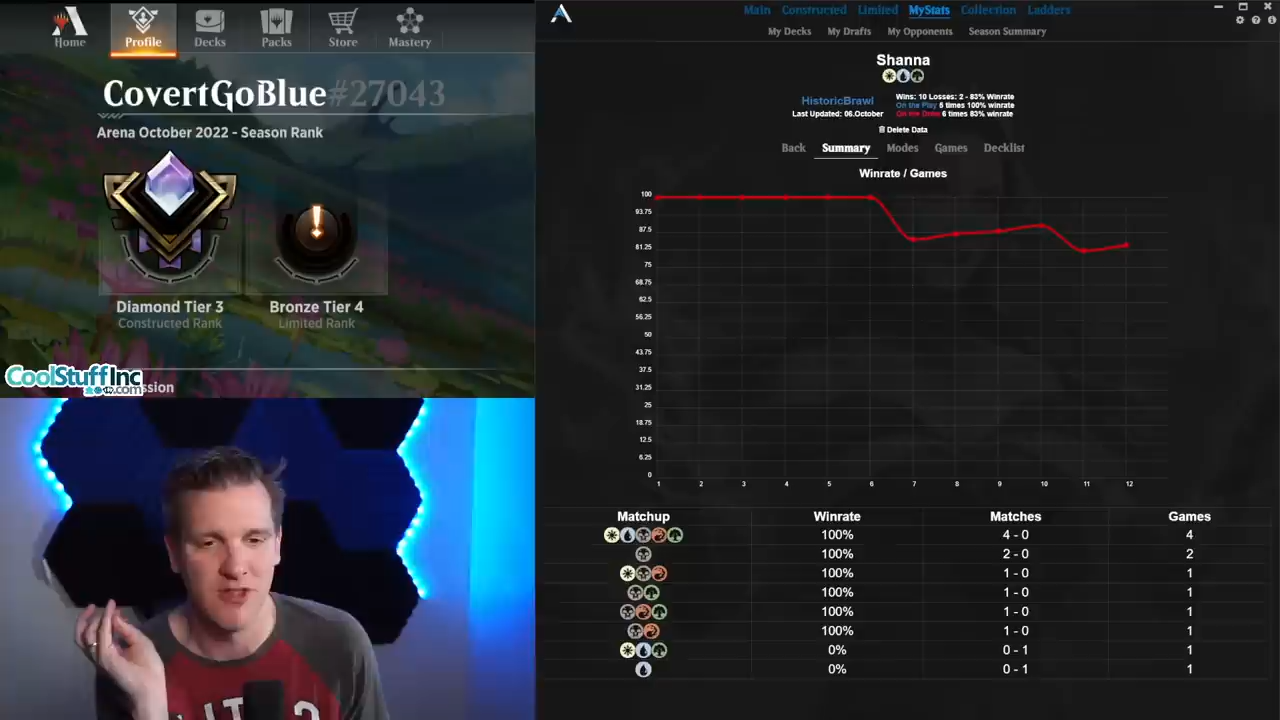 Home
Profile
Decks
Packs
Store
Mastery
CovertGoBlue#27043
Arena October 2022 - Season Rank
Diamond Tier 3
Constructed Rank
Bronze Tier 4
Limited Rank
CoolStuffInc
.com
ssion
Main
Constructed
Limited
MyStats
Collection
Ladders
My Decks
My Drafts
My Opponents
Season Summary
Shanna
HistoricBrawl
Last Updated: 06.October
Wins: 10 Losses: 2 - 83% Winrate
On the Play 5 times 100% winrate
On the Draw 6 times 83% winrate
Delete Data
Back
Summary
Modes
Games
Decklist
Winrate / Games
100
93.75
87.5
81.25
75
68.75
62.5
56.25
50
43.75
37.5
31.25
25
18.75
12.5
6.25
0
1 2 3 4 5 6 7 8 9 10 11 12
Matchup Winrate Matches Games
100% 4 - 0 4
100% 2 - 0 2
100% 1 - 0 1
100% 1 - 0 1
100% 1 - 0 1
100% 1 - 0 1
0% 0 - 1 1
0% 0 - 1 1